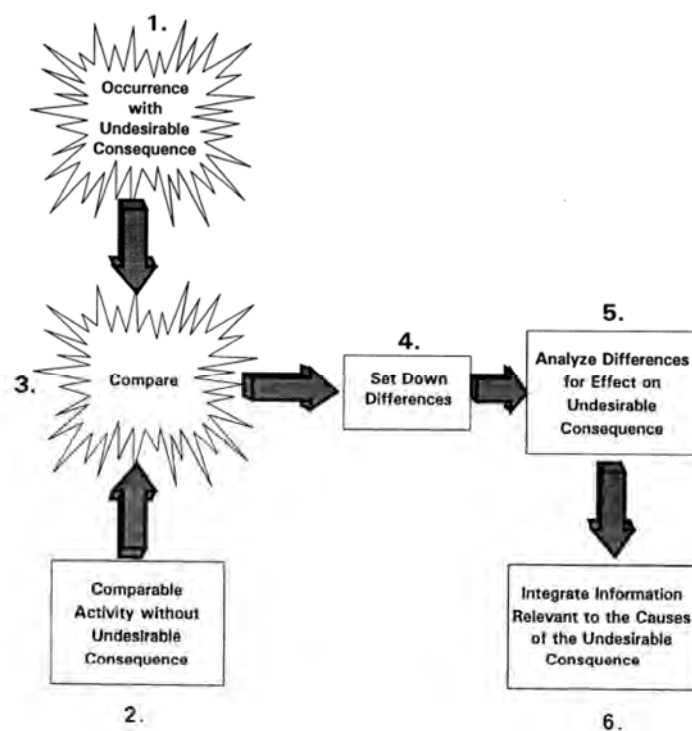 1.
Occurrence
with
Undesirable
Consequence
3.
Compare
4.
Set Down
Differences
5.
Analyze Differences
for Effect on
Undesirable
Consequence
Comparable
Activity without
Undesirable
Consequence
2.
Integrate Information
Relevant to the Causes
of the Undesirable
Consquence
6.